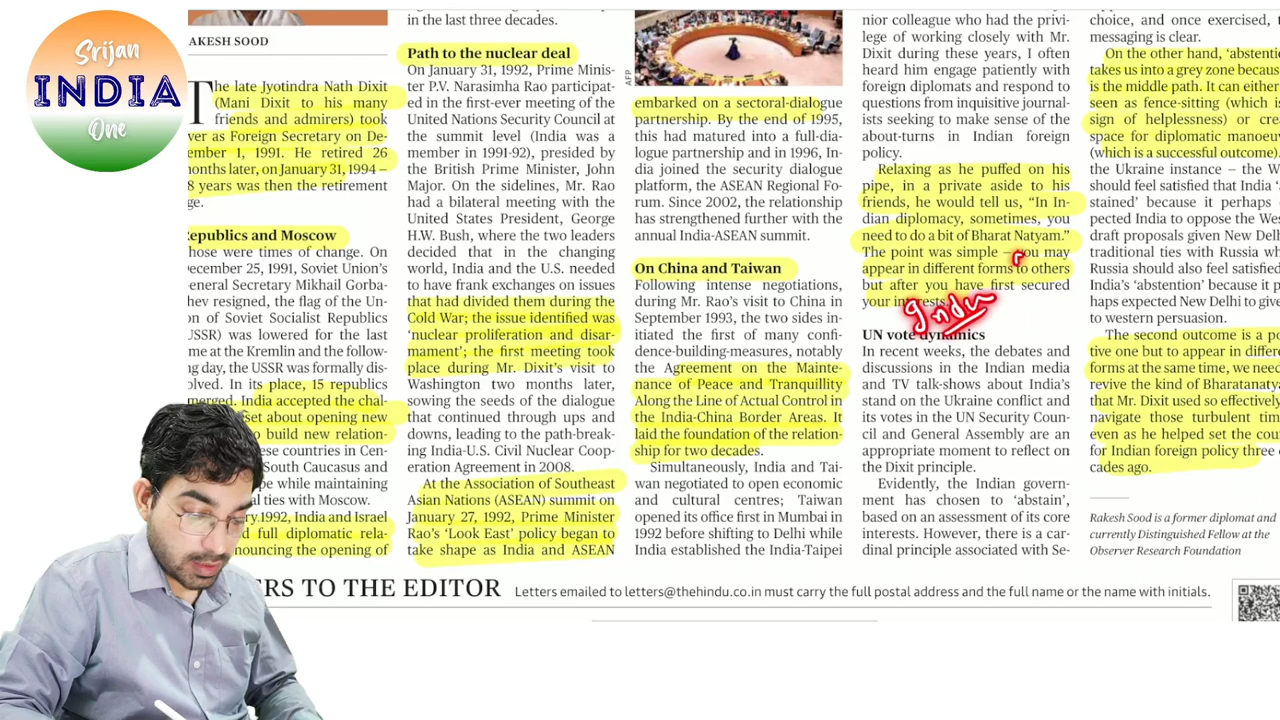 Srijan
INDIA
One
AKESH SOOD
The late Jyotindra Nath Dixit
(Mani Dixit to his many
friends and admirers) took
ver as Foreign Secretary on De-
ember 1, 1991. He retired 26
onths later, on January 31, 1994 –
8 years was then the retirement
ge.
epublics and Moscow
hose were times of change. On
ecember 25, 1991, Soviet Union's
eneral Secretary Mikhail Gorba-
hev resigned, the flag of the Un-
on of Soviet Socialist Republics
USSR) was lowered for the last
me at the Kremlin and the follow-
ng day, the USSR was formally dis-
olved. In its place, 15 republics
merged. India accepted the chal-
set about opening new
o build new relation-
ese countries in Cen-
South Caucasus and
pe while maintaining
al ties with Moscow.
ry 1992, India and Israel
d full diplomatic rela-
nouncing the opening of
in the last three decades.
Path to the nuclear deal
On January 31, 1992, Prime Minis-
ter P.V. Narasimha Rao participat-
ed in the first-ever meeting of the
United Nations Security Council at
the summit level (India was a
member in 1991-92), presided by
the British Prime Minister, John
Major. On the sidelines, Mr. Rao
had a bilateral meeting with the
United States President, George
H.W. Bush, where the two leaders
decided that in the changing
world, India and the U.S. needed
to have frank exchanges on issues
that had divided them during the
Cold War; the issue identified was
'nuclear proliferation and disar-
mament'; the first meeting took
place during Mr. Dixit's visit to
Washington two months later,
sowing the seeds of the dialogue
that continued through ups and
downs, leading to the path-break-
ing India-U.S. Civil Nuclear Coop-
eration Agreement in 2008.
At the Association of Southeast
Asian Nations (ASEAN) summit on
January 27, 1992, Prime Minister
Rao's 'Look East' policy began to
take shape as India and ASEAN
AFP
embarked on a sectoral-dialogue
partnership. By the end of 1995,
this had matured into a full-dia-
logue partnership and in 1996, In-
dia joined the security dialogue
platform, the ASEAN Regional Fo-
rum. Since 2002, the relationship
has strengthened further with the
annual India-ASEAN summit.
On China and Taiwan
Following intense negotiations,
during Mr. Rao's visit to China in
September 1993, the two sides in-
itiated the first of many confi-
dence-building-measures, notably
the Agreement on the Mainte-
nance of Peace and Tranquillity
Along the Line of Actual Control in
the India-China Border Areas. It
laid the foundation of the relation-
ship for two decades.
Simultaneously, India and Tai-
wan negotiated to open economic
and cultural centres; Taiwan
opened its office first in Mumbai in
1992 before shifting to Delhi while
India established the India-Taipei
nior colleague who had the privi-
lege of working closely with Mr.
Dixit during these years, I often
heard him engage patiently with
foreign diplomats and respond to
questions from inquisitive journal-
ists seeking to make sense of the
about-turns in Indian foreign
policy.
Relaxing as he puffed on his
pipe, in a private aside to his
friends, he would tell us, "In In-
dian diplomacy, sometimes, you
need to do a bit of Bharat Natyam."
The point was simple – you may
appear in different forms to others
but after you have first secured
your interests.
UN vote dynamics
In recent weeks, the debates and
discussions in the Indian media
and TV talk-shows about India's
stand on the Ukraine conflict and
its votes in the UN Security Coun-
cil and General Assembly are an
appropriate moment to reflect on
the Dixit principle.
Evidently, the Indian govern-
ment has chosen to 'abstain',
based on an assessment of its core
interests. However, there is a car-
dinal principle associated with Se-
choice, and once exercised,
messaging is clear.
On the other hand, 'abstenti
takes us into a grey zone becaus
is the middle path. It can either
seen as fence-sitting (which is
sign of helplessness) or cre
space for diplomatic manoeu
(which is a successful outcome).
the Ukraine instance – the W
should feel satisfied that India '
stained' because it perhaps
pected India to oppose the Wes
draft proposals given New Delh
traditional ties with Russia wh
Russia should also feel satisfied
India's 'abstention' because it p
haps expected New Delhi to give
to western persuasion.
The second outcome is a po
tive one but to appear in differ
forms at the same time, we need
revive the kind of Bharatanaty
that Mr. Dixit used so effectively
navigate those turbulent time
even as he helped set the cou
for Indian foreign policy three
cades ago.
Rakesh Sood is a former diplomat and
currently Distinguished Fellow at the
Observer Research Foundation
RS TO THE EDITOR
Letters emailed to letters@thehindu.co.in must carry the full postal address and the full name or the name with initials.